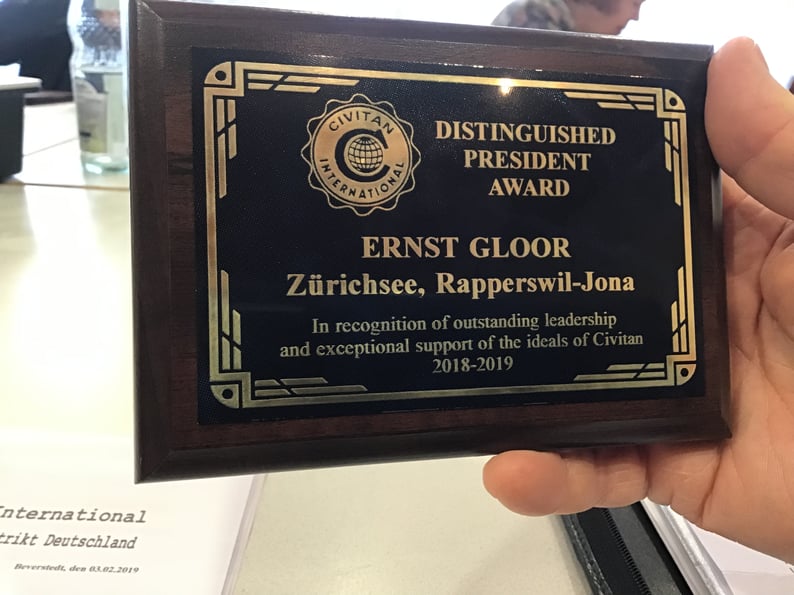 CIVITAN
INTERNATIONAL
DISTINGUISHED
PRESIDENT
AWARD
ERNST GLOOR
Zürichsee, Rapperswil-Jona
In recognition of outstanding leadership
and exceptional support of the ideals of Civitan
2018-2019
International
trikt Deutschland
Beverstedt, den 03.02.2019